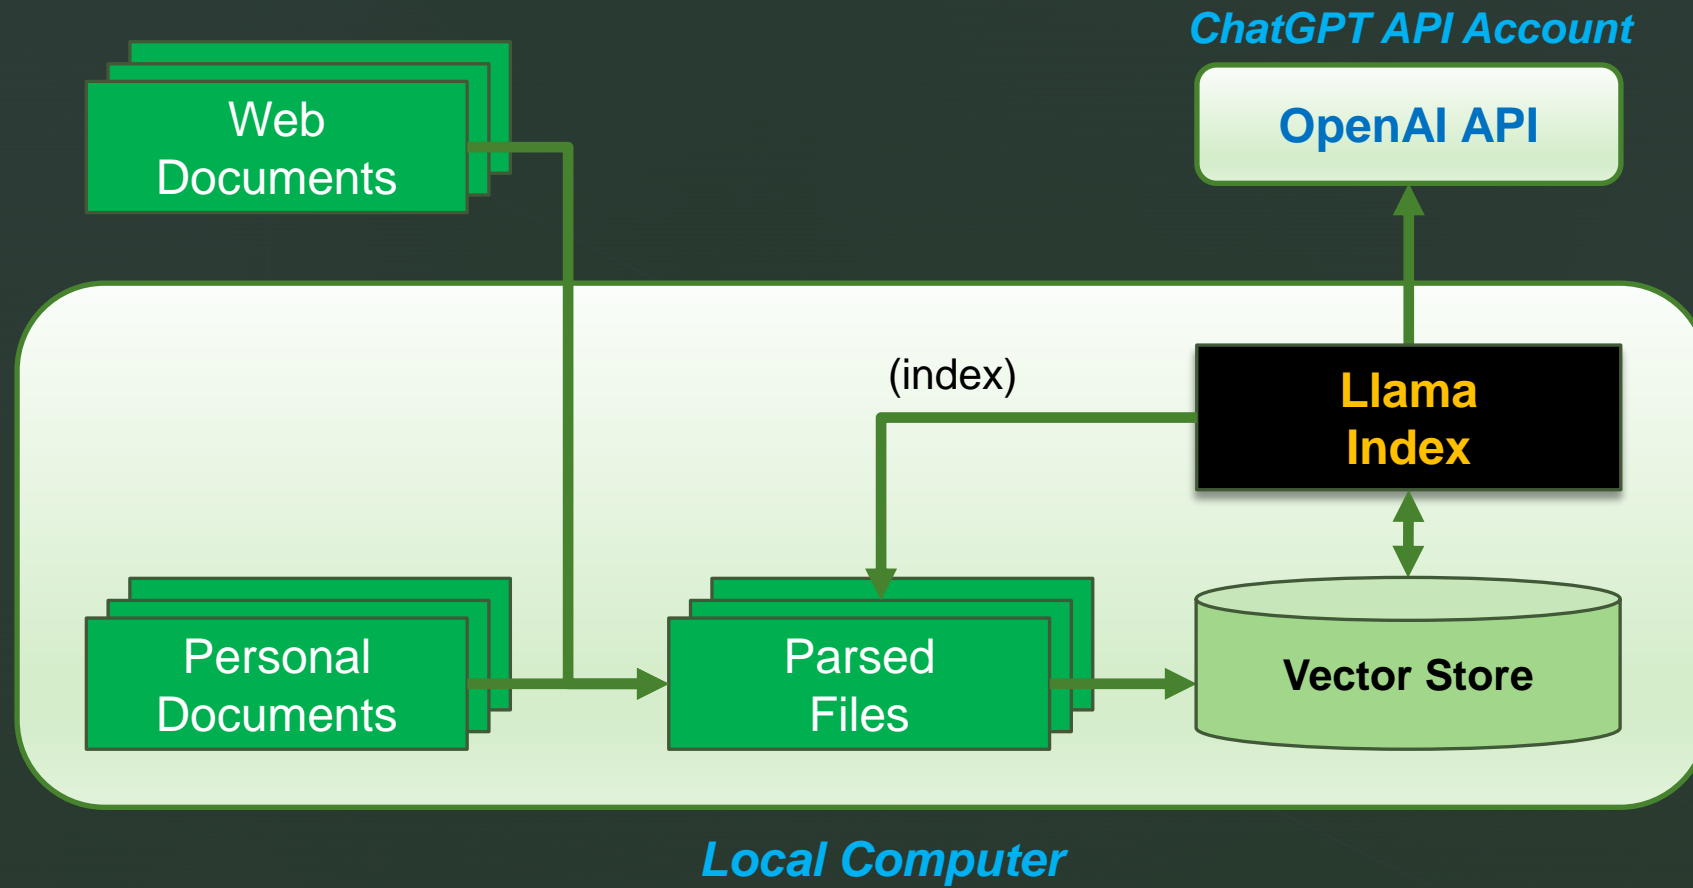 ChatGPT API Account
Web
Documents
OpenAI API
(index)
Llama
Index
Personal
Documents
Parsed
Files
Vector Store
Local Computer